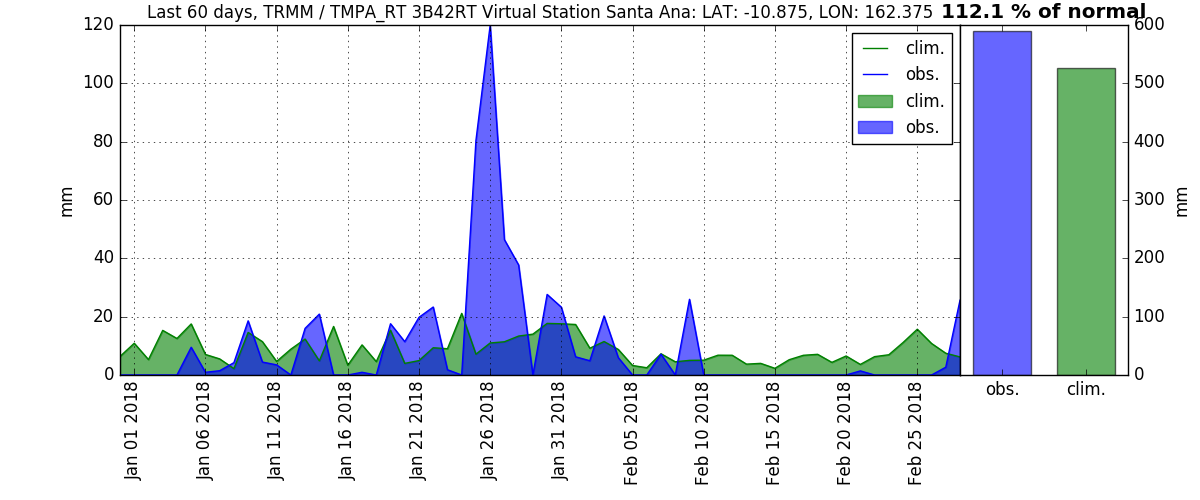 Last 60 days, TRMM / TMPA_RT 3B42RT Virtual Station Santa Ana: LAT: -10.875, LON: 162.375 112.1 % of normal
120
100
80
60
40
20
0
mm
clim.
obs.
clim.
obs.
600
500
400
300
200
100
0
mm
Jan 01 2018
Jan 06 2018
Jan 11 2018
Jan 16 2018
Jan 21 2018
Jan 26 2018
Jan 31 2018
Feb 05 2018
Feb 10 2018
Feb 15 2018
Feb 20 2018
Feb 25 2018
obs.
clim.